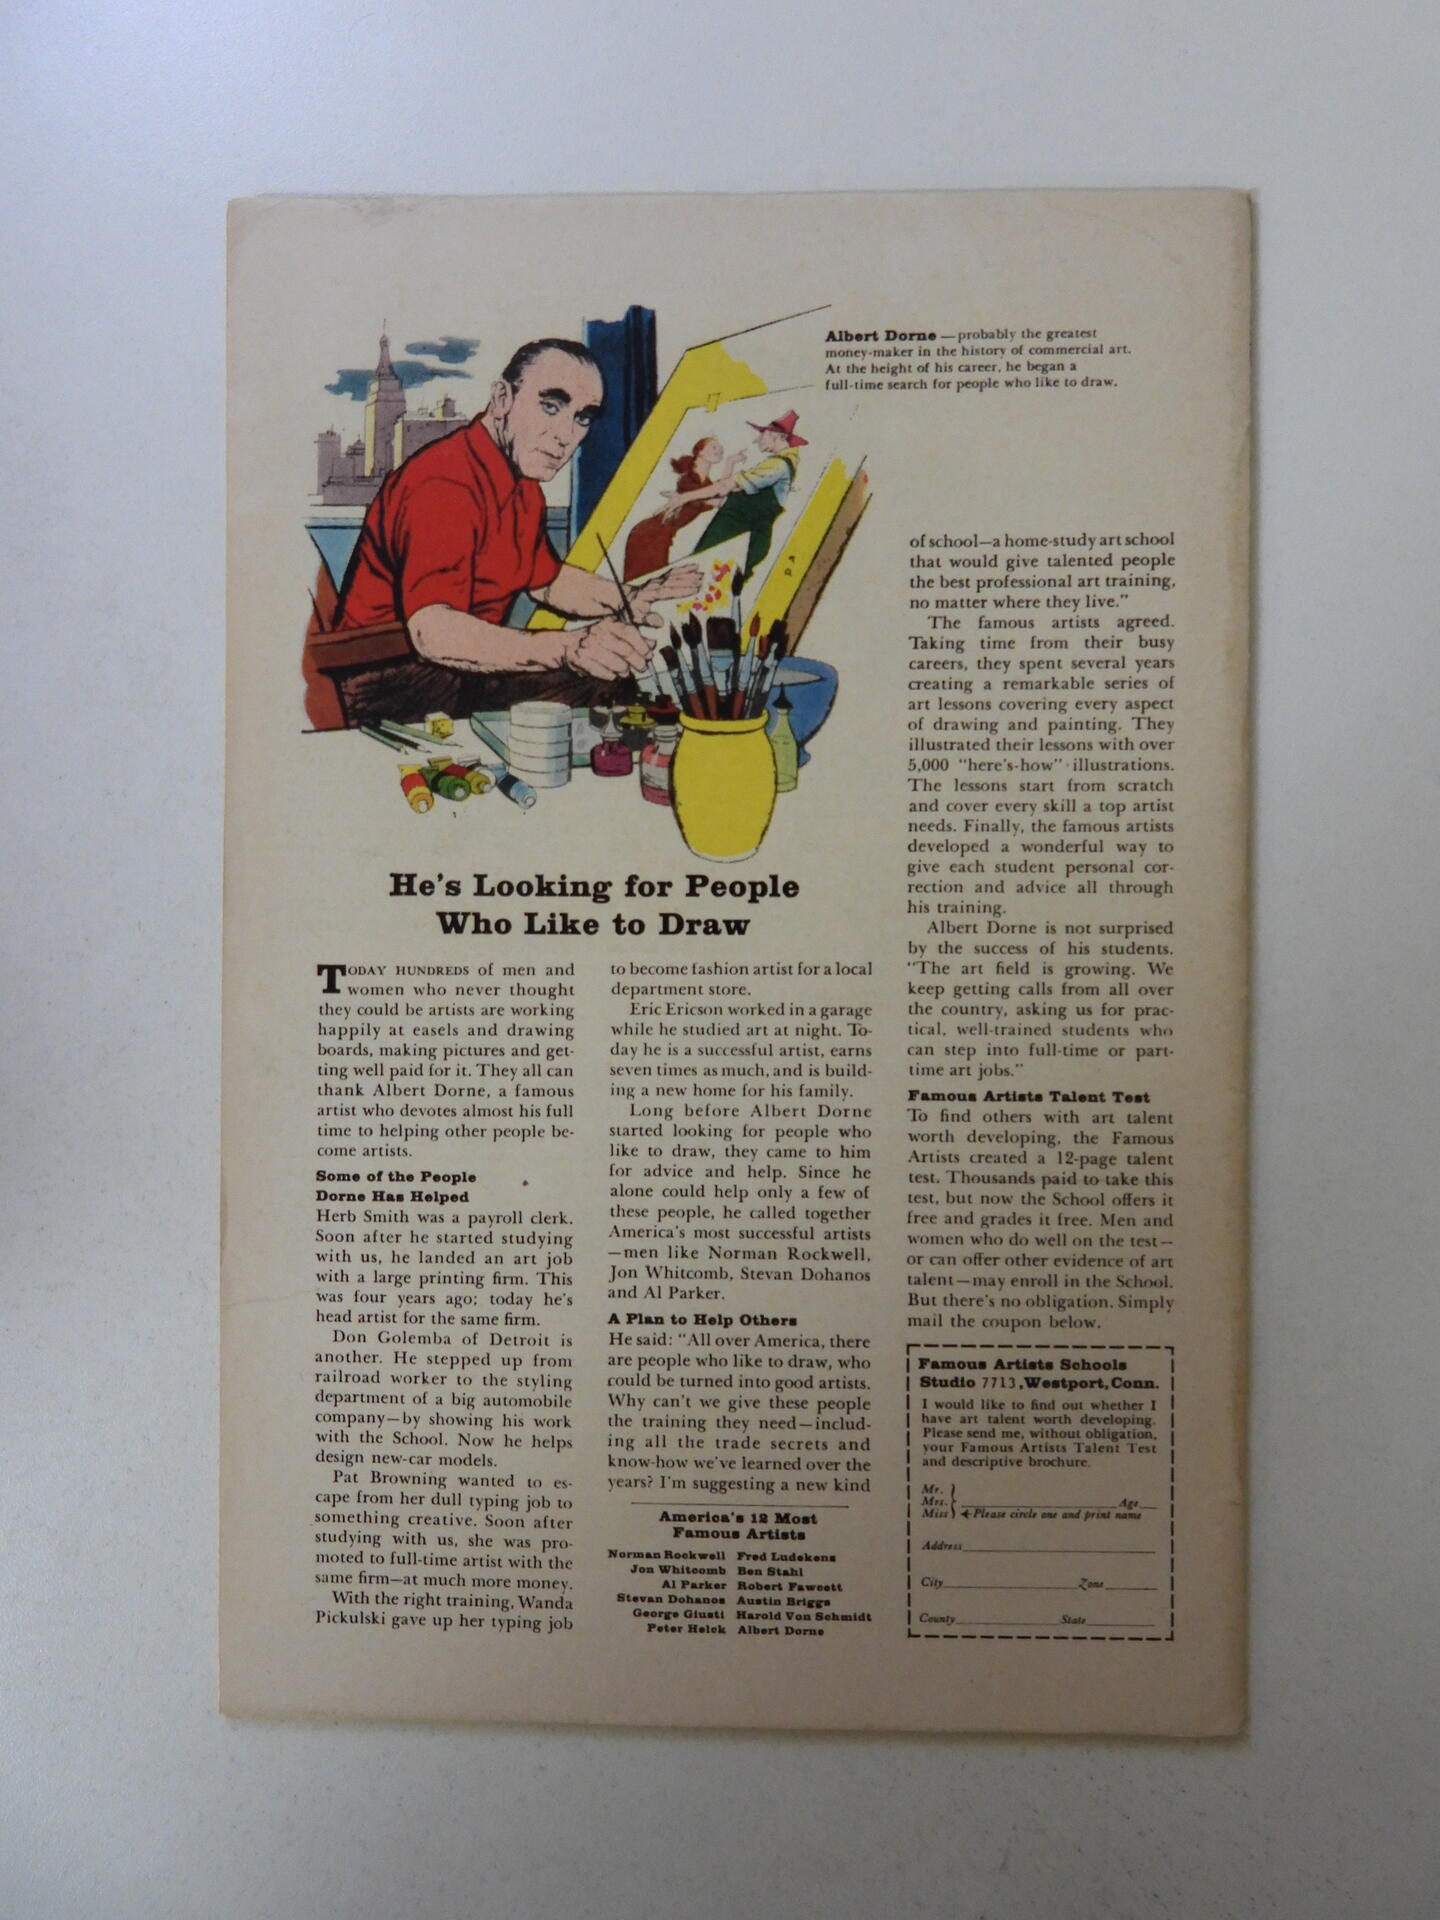 Albert Dorne — probably the greatest
money-maker in the history of commercial art.
At the height of his career, he began a
full-time search for people who like to draw.
He's Looking for People
Who Like to Draw
TODAY HUNDREDS of men and
women who never thought
they could be artists are working
happily at easels and drawing
boards, making pictures and get-
ting well paid for it. They all can
thank Albert Dorne, a famous
artist who devotes almost his full
time to helping other people be-
come artists.
Some of the People
Dorne Has Helped
Herb Smith was a payroll clerk.
Soon after he started studying
with us, he landed an art job
with a large printing firm. This
was four years ago; today he's
head artist for the same firm.
Don Golemba of Detroit is
another. He stepped up from
railroad worker to the styling
department of a big automobile
company—by showing his work
with the School. Now he helps
design new-car models.
Pat Browning wanted to es-
cape from her dull typing job to
something creative. Soon after
studying with us, she was pro-
moted to full-time artist with the
same firm—at much more money.
With the right training, Wanda
Pickulski gave up her typing job
to become fashion artist for a local
department store.
Eric Ericson worked in a garage
while he studied art at night. To-
day he is a successful artist, earns
seven times as much, and is build-
ing a new home for his family.
Long before Albert Dorne
started looking for people who
like to draw, they came to him
for advice and help. Since he
alone could help only a few of
these people, he called together
America's most successful artists
—men like Norman Rockwell,
Jon Whitcomb, Stevan Dohanos
and Al Parker.
A Plan to Help Others
He said: "All over America, there
are people who like to draw, who
could be turned into good artists.
Why can't we give these people
the training they need—includ-
ing all the trade secrets and
know-how we've learned over the
years? I'm suggesting a new kind
America's 12 Most
Famous Artists
Norman Rockwell Fred Ludekens
Jon Whitcomb Ben Stahl
Al Parker Robert Fawcett
Stevan Dohanos Austin Briggs
George Giusti Harold Von Schmidt
Peter Helck Albert Dorne
of school—a home-study art school
that would give talented people
the best professional art training,
no matter where they live."
The famous artists agreed.
Taking time from their busy
careers, they spent several years
creating a remarkable series of
art lessons covering every aspect
of drawing and painting. They
illustrated their lessons with over
5,000 "here's-how" illustrations.
The lessons start from scratch
and cover every skill a top artist
needs. Finally, the famous artists
developed a wonderful way to
give each student personal cor-
rection and advice all through
his training.
Albert Dorne is not surprised
by the success of his students.
"The art field is growing. We
keep getting calls from all over
the country, asking us for prac-
tical, well-trained students who
can step into full-time or part-
time art jobs."
Famous Artists Talent Test
To find others with art talent
worth developing, the Famous
Artists created a 12-page talent
test. Thousands paid to take this
test, but now the School offers it
free and grades it free. Men and
women who do well on the test—
or can offer other evidence of art
talent—may enroll in the School.
But there's no obligation. Simply
mail the coupon below.
Famous Artists Schools
Studio 7713, Westport, Conn.
I would like to find out whether I
have art talent worth developing.
Please send me, without obligation,
your Famous Artists Talent Test
and descriptive brochure.
Mr.
Mrs. Age
Miss Please circle one and print name
Address
City Zone
County State